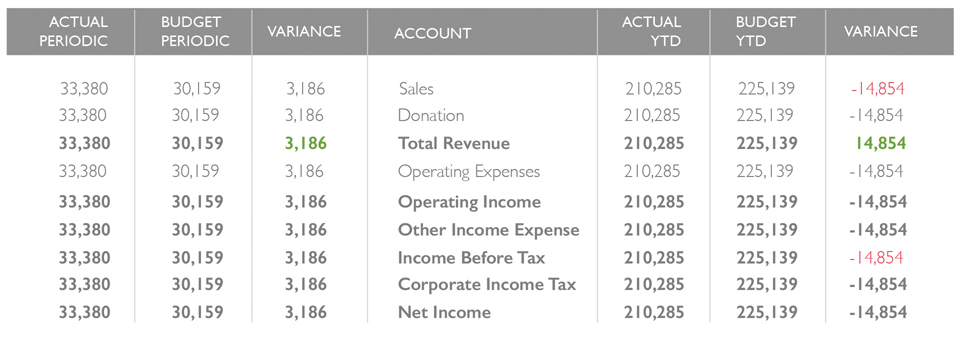 ACTUAL PERIODIC BUDGET PERIODIC VARIANCE ACCOUNT ACTUAL YTD BUDGET YTD VARIANCE
33,380 30,159 3,186 Sales 210,285 225,139 -14,854
33,380 30,159 3,186 Donation 210,285 225,139 -14,854
33,380 30,159 3,186 Total Revenue 210,285 225,139 14,854
33,380 30,159 3,186 Operating Expenses 210,285 225,139 -14,854
33,380 30,159 3,186 Operating Income 210,285 225,139 -14,854
33,380 30,159 3,186 Other Income Expense 210,285 225,139 -14,854
33,380 30,159 3,186 Income Before Tax 210,285 225,139 -14,854
33,380 30,159 3,186 Corporate Income Tax 210,285 225,139 -14,854
33,380 30,159 3,186 Net Income 210,285 225,139 -14,854